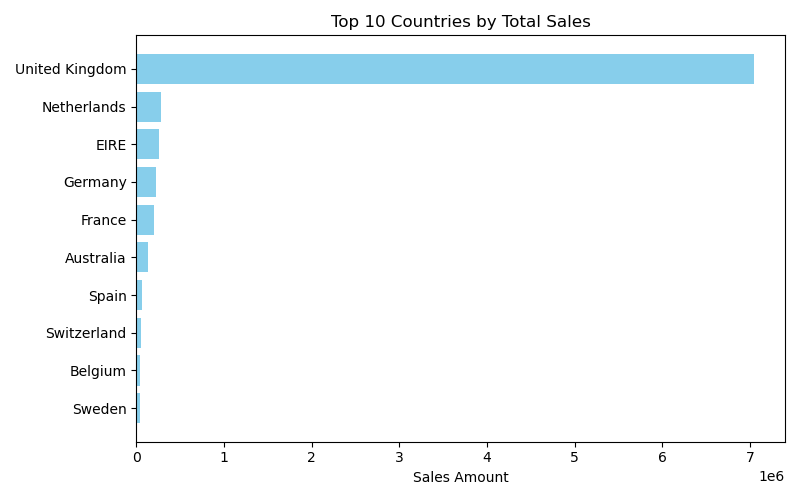 Top 10 Countries by Total Sales
United Kingdom
Netherlands
EIRE
Germany
France
Australia
Spain
Switzerland
Belgium
Sweden
0 1 2 3 4 5 6 7
1e6
Sales Amount